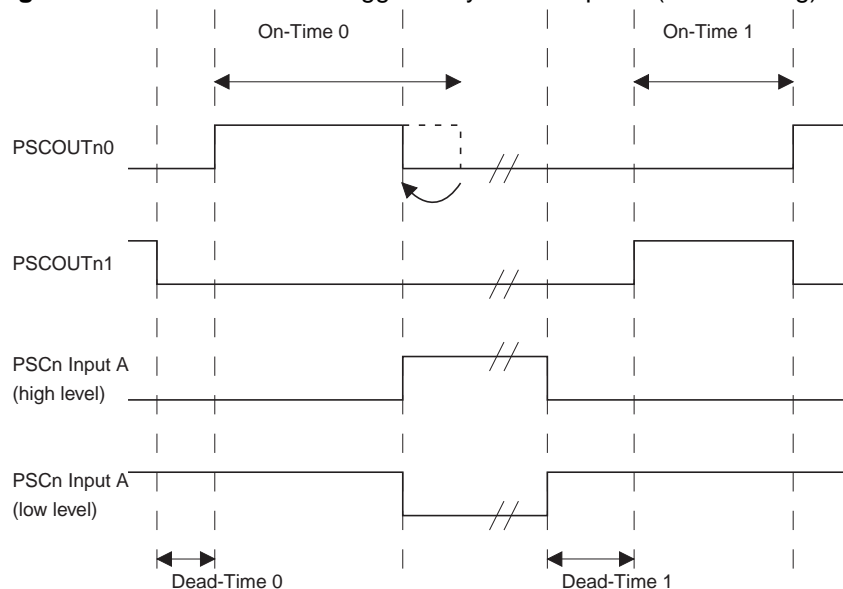 On-Time 0
On-Time 1
PSCOUTn0
PSCOUTn1
PSCn Input A
(high level)
PSCn Input A
(low level)
Dead-Time 0
Dead-Time 1